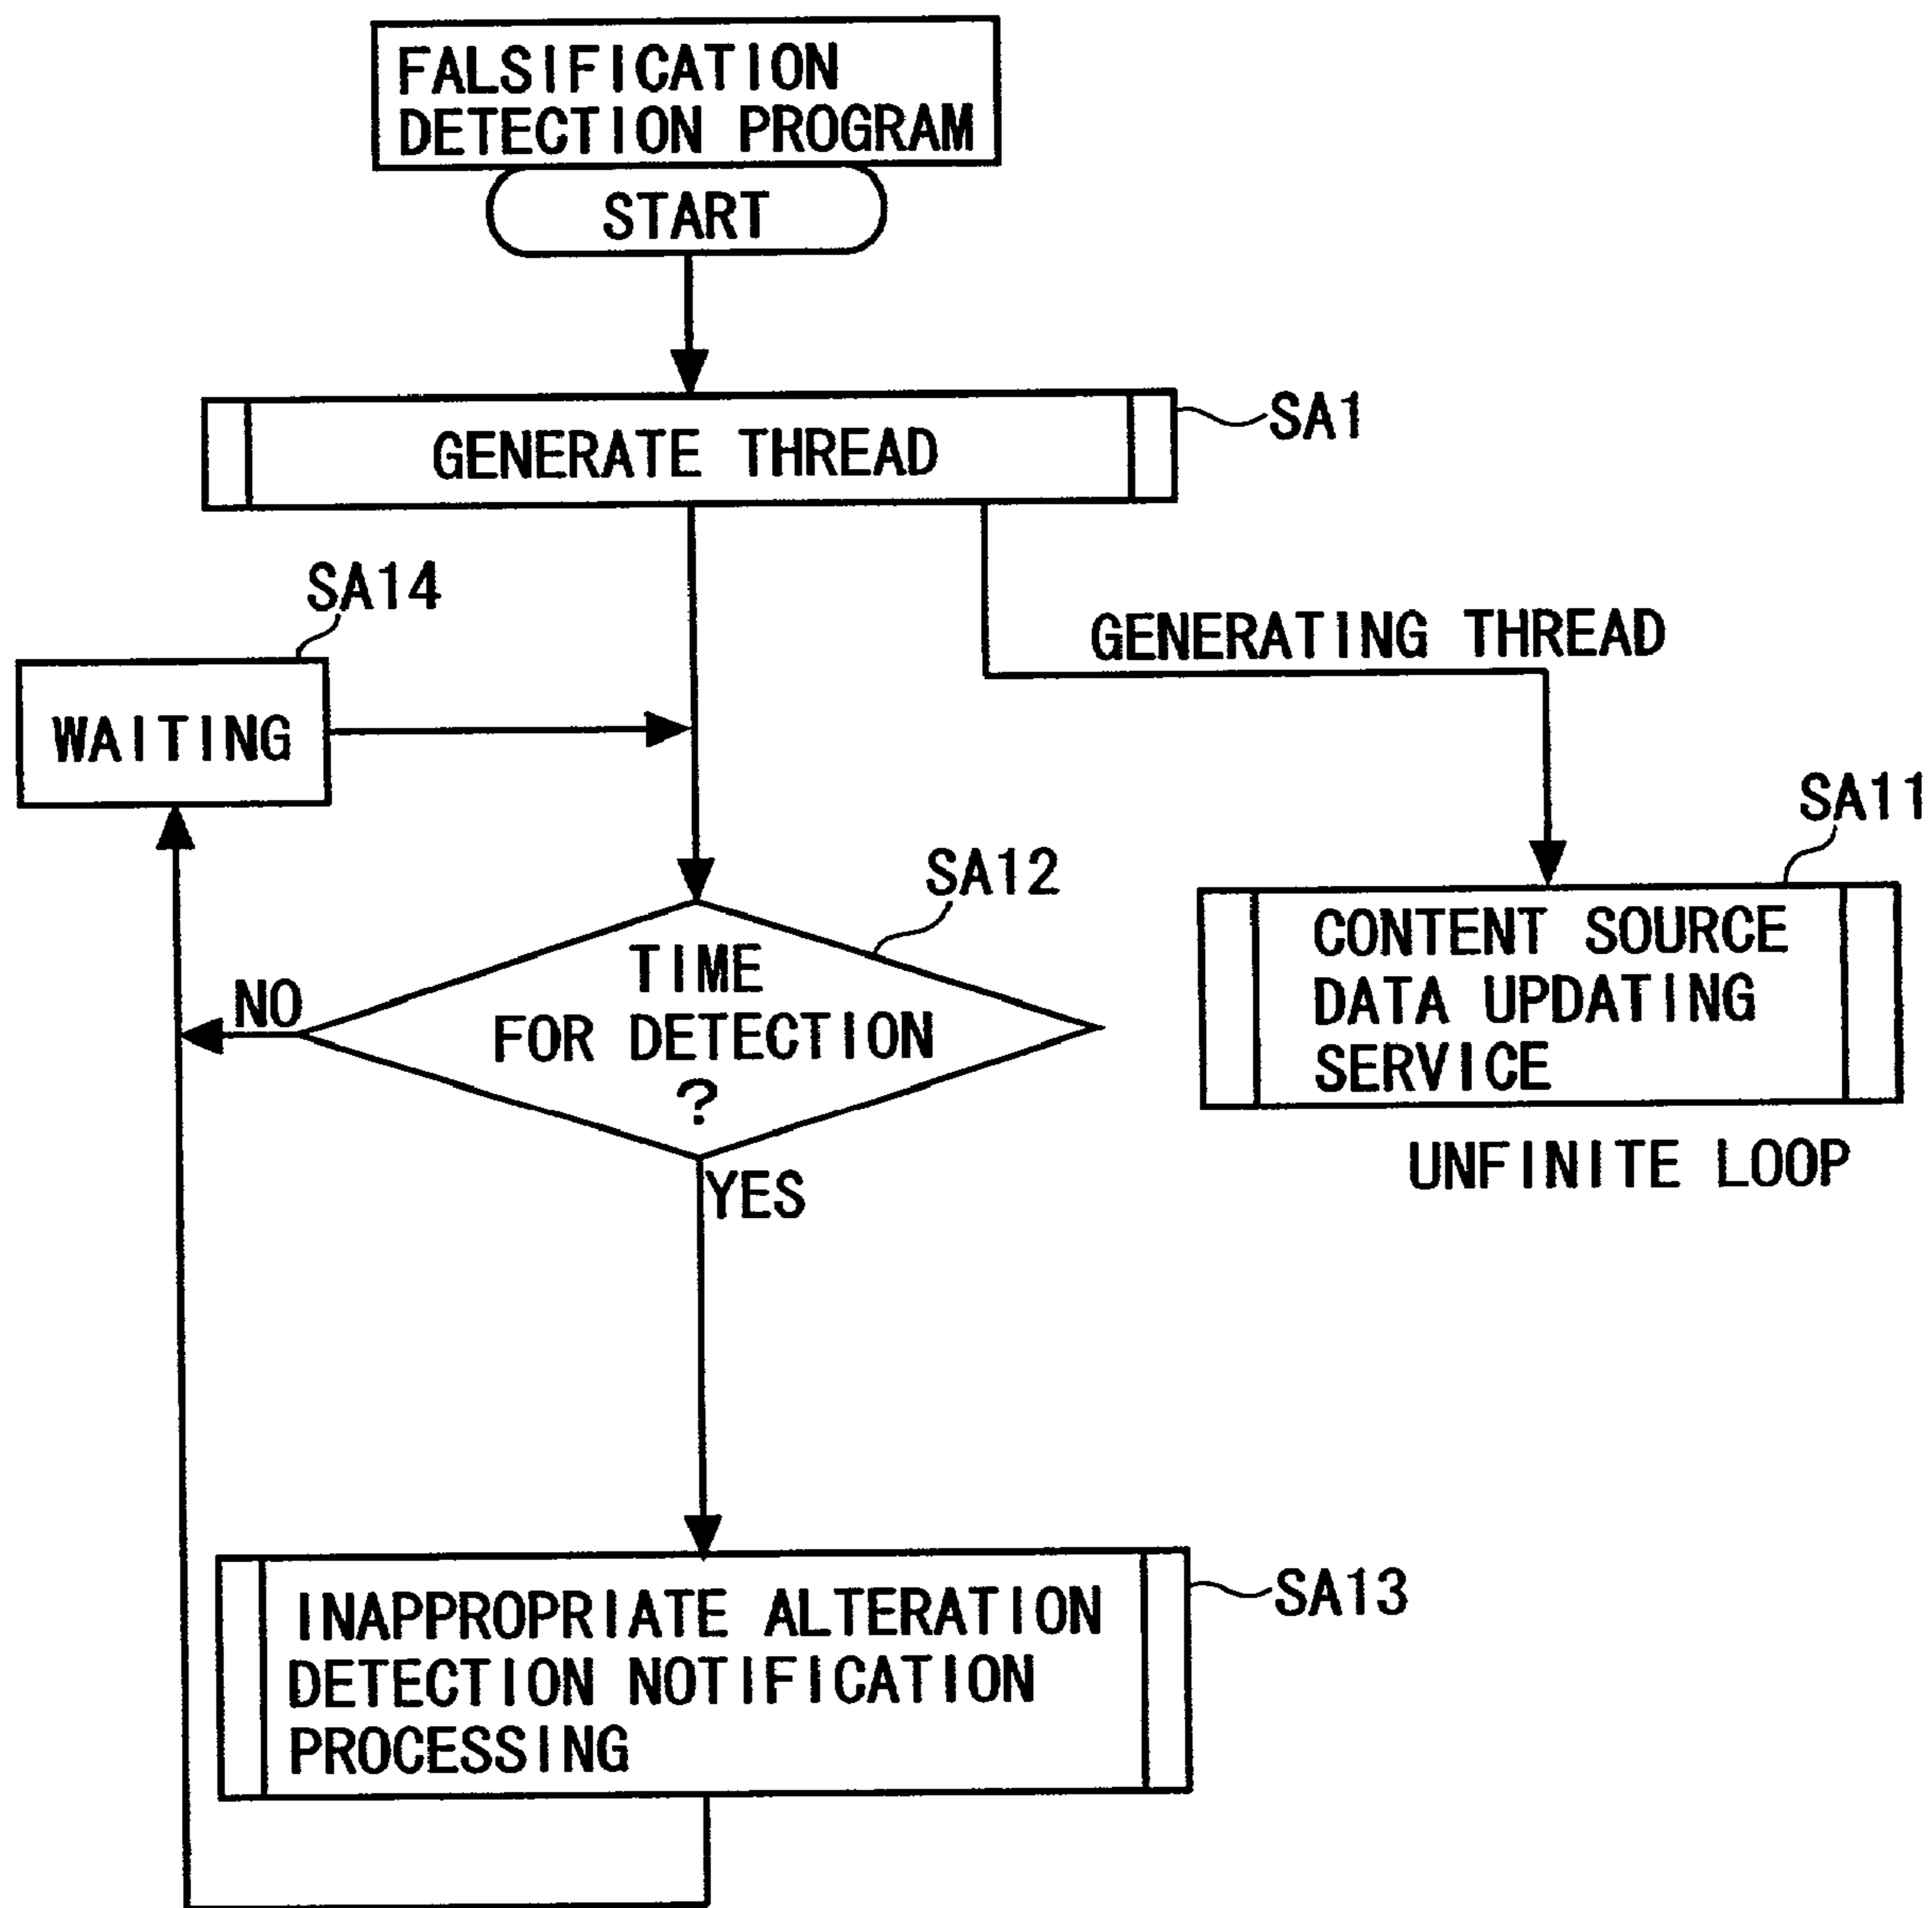 FALSIFICATION
DETECTION PROGRAM
START
GENERATE THREAD
SA1
SA14
GENERATING THREAD
WAITING
SA11
SA12
CONTENT SOURCE
DATA UPDATING
SERVICE
TIME
FOR DETECTION
?
NO
UNFINITE LOOP
YES
INAPPROPRIATE ALTERATION
DETECTION NOTIFICATION
PROCESSING
SA13